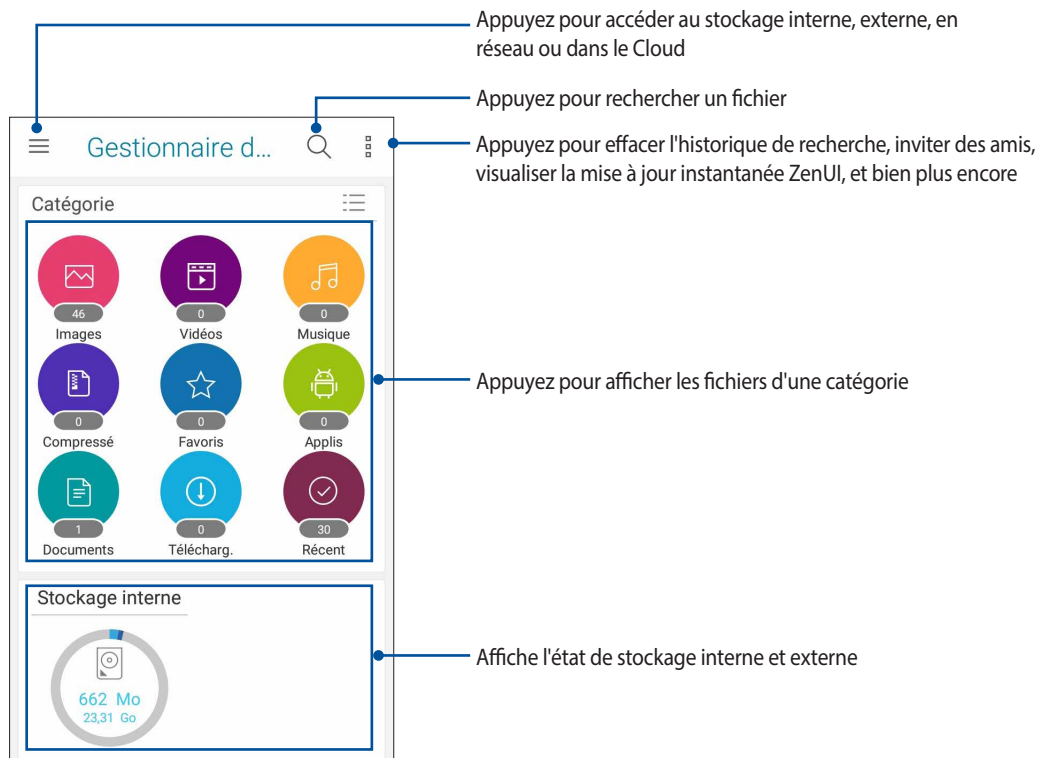 Appuyez pour accéder au stockage interne, externe, en
réseau ou dans le Cloud
Appuyez pour rechercher un fichier
Gestionnaire d...
Appuyez pour effacer l'historique de recherche, inviter des amis,
visualiser la mise à jour instantanée ZenUI, et bien plus encore
Catégorie
46
0
0
Images
Vidéos
Musique
Appuyez pour afficher les fichiers d'une catégorie
0
0
0
Compressé
Favoris
Applis
1
0
30
Documents
Télécharg.
Récent
Stockage interne
Affiche l'état de stockage interne et externe
662 Mo
23,31 Go